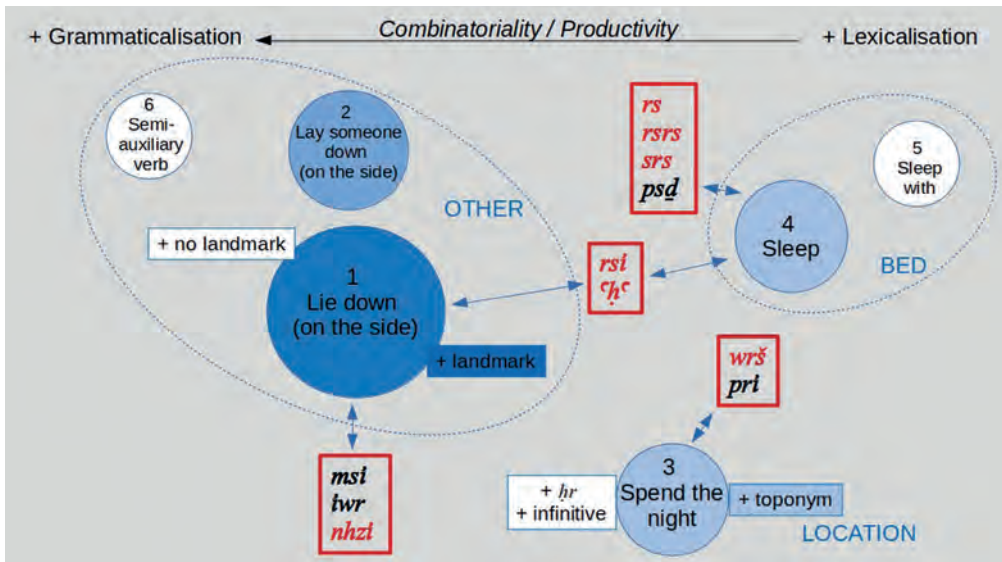 + Grammaticalisation
Combinatoriality / Productivity
+ Lexicalisation
6
Semi-
auxiliary
verb
2
Lay someone
down
(on the side)
OTHER
+ no landmark
1
Lie down
(on the side)
+ landmark
rs
rsrs
srs
psḏ
5
Sleep
with
4
Sleep
BED
rsi
ꜥḥꜥ
wrš
pri
msi
iwr
nhzi
3
Spend the
night
+ ḥr
+ infinitive
+ toponym
LOCATION